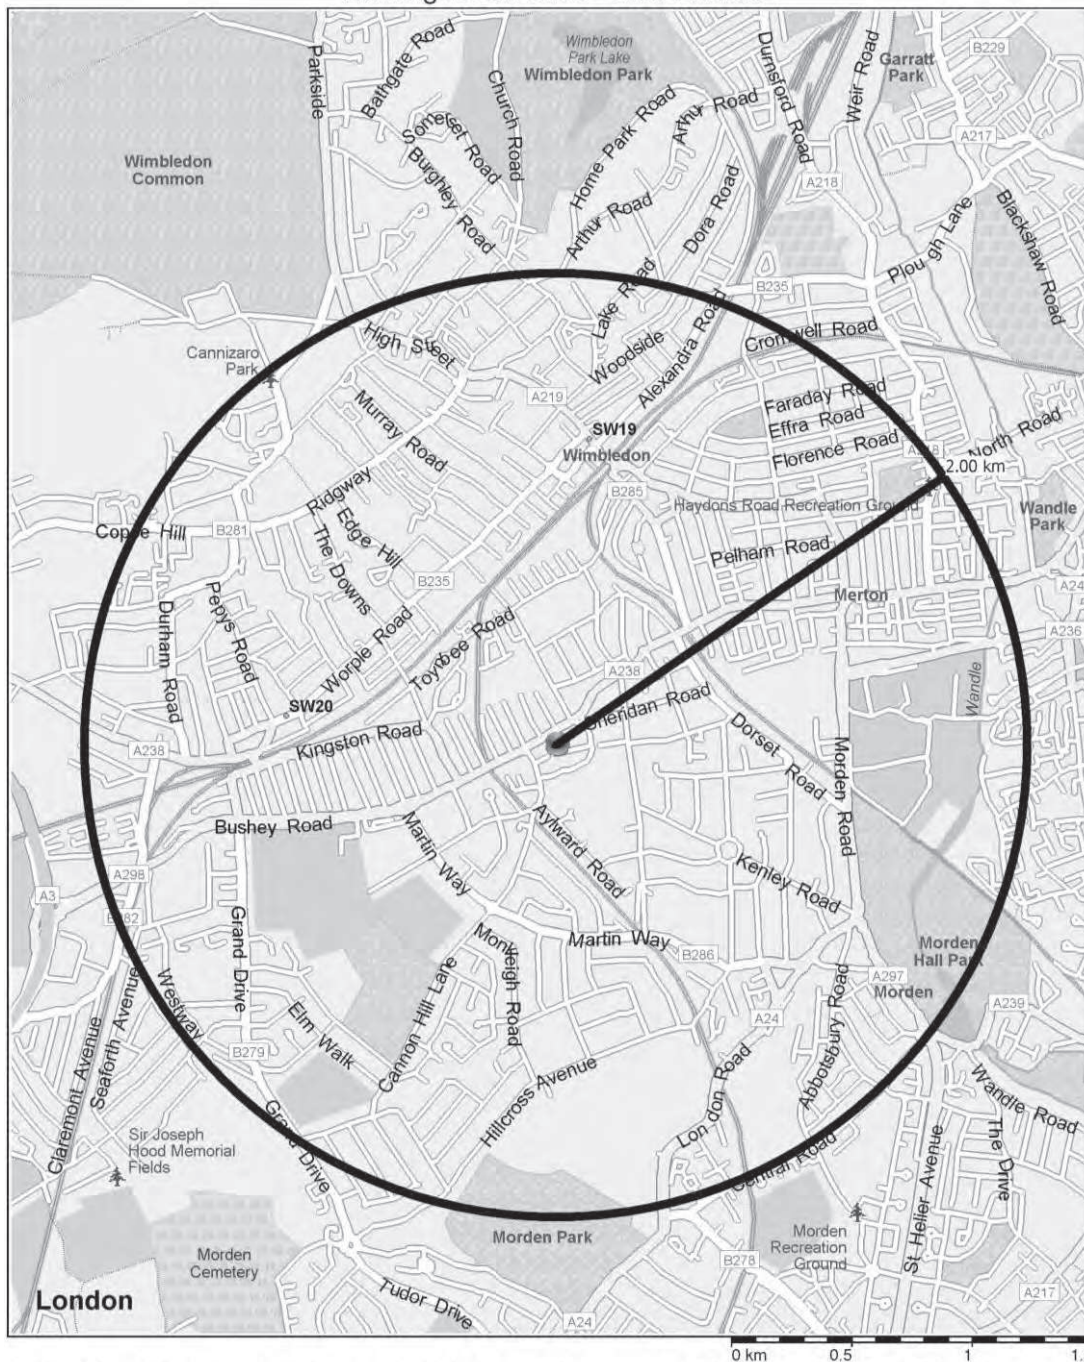 Parkside
Bathgate Road
Somerset Road
Burghley Road
Church Road
Wimbledon
Park Lake
Wimbledon Park
Home Park Road
Arthur Road
Durnsford Road
Weir Road
Garratt
Park
B229
A217
Wimbledon
Common
Arthur Road
Dora Road
A218
Plough Lane
Blackshaw Road
B235
Lake Road
Woodside
Alexandra Road
Cromwell Road
High Street
Cannizaro
Park
A219
Faraday Road
Effra Road
Florence Road
SW19
Wimbledon
Murray Road
North Road
2.00 km
Ridgway
B285
Haydons Road Recreation Ground
Wandle
Park
Copse Hill
B281
Edge Hill
The Downs
Pelham Road
B235
Merton
Durham Road
Pepys Road
Worple Road
Toynbee Road
A238
A236
Wandle
SW20
Sheridan Road
Kingston Road
A238
Dorset Road
Morden Road
Bushey Road
Martin Way
Aylward Road
Kenley Road
A298
A3
Grand Drive
Martin Way
B286
Monkleigh Road
Morden
Hall Park
A297
Morden
A239
Westway
Seaforth Avenue
Claremont Avenue
Elm Walk
Cannon Hill Lane
B279
A24
Abbotsbury Road
London Road
Hillcross Avenue
Wandle Road
The Drive
Grand Drive
Sir Joseph
Hood Memorial
Fields
Central Road
St Helier Avenue
Morden Park
Morden
Recreation
Ground
Morden
Cemetery
B278
A217
London
Tudor Drive
A24
0 km 0.5 1